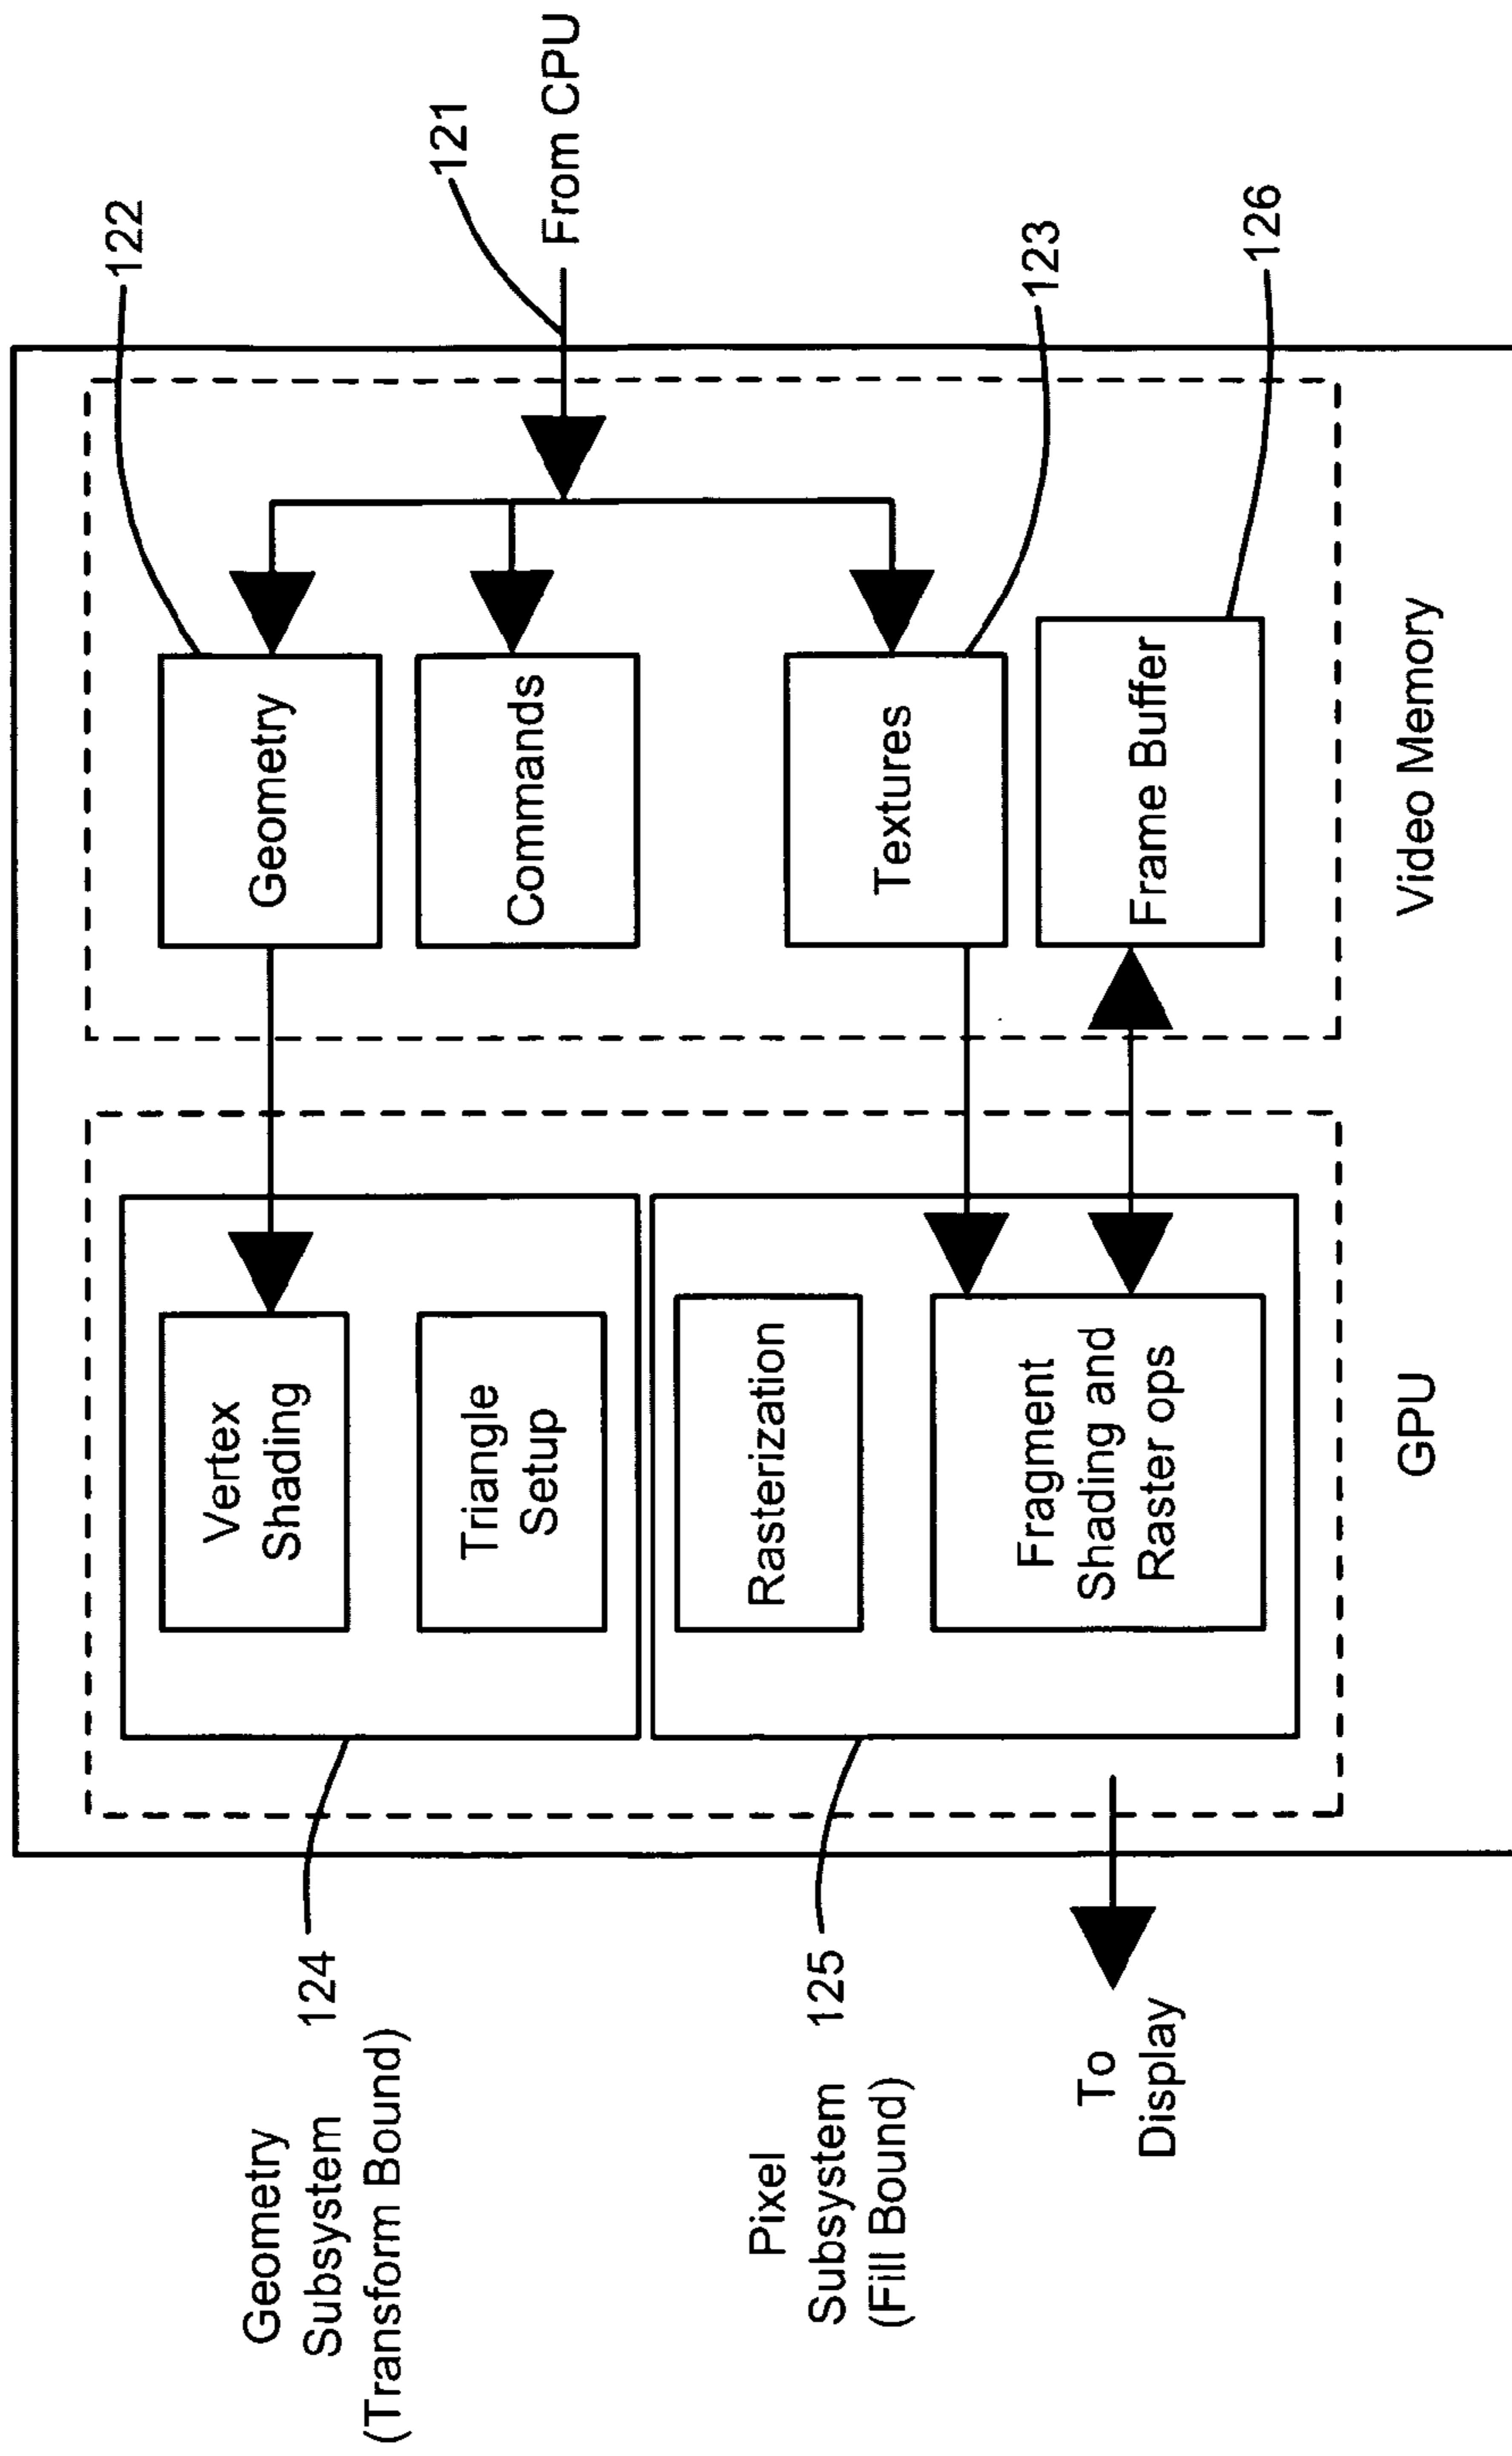 From CPU
121
122
123
126
Geometry
Commands
Textures
Frame Buffer
Video Memory
Vertex
Shading
Triangle
Setup
Rasterization
Fragment
Shading and
Raster ops
GPU
Geometry
Subsystem
(Transform Bound)
124
Pixel
Subsystem
(Fill Bound)
125
To
Display